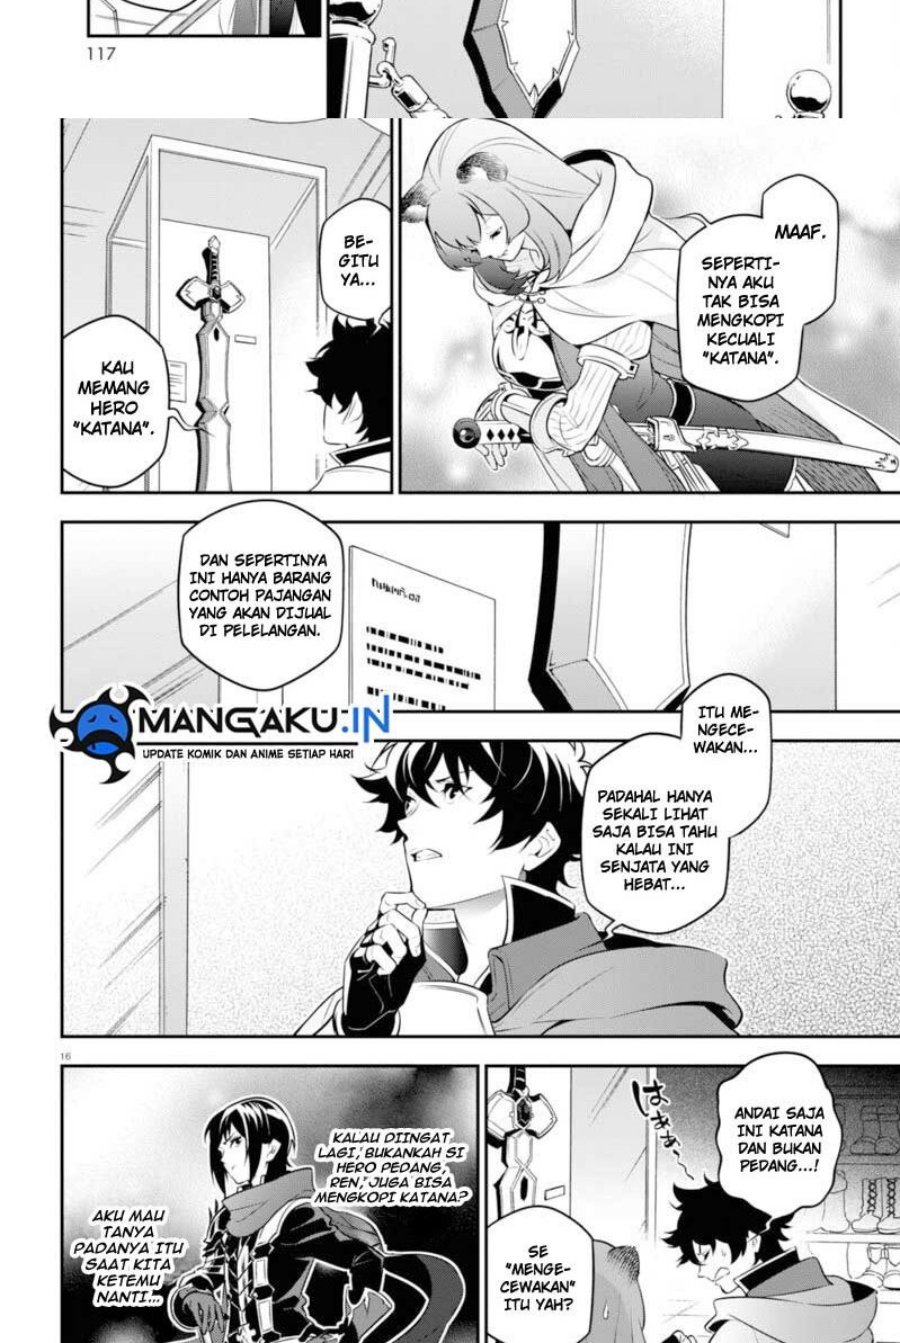 117
MAAF.
SEPERTI-
NYA AKU
TAK BISA
MENGKOPI
KECUALI
"KATANA".
BE-
GITU
YA...
KAU
MEMANG
HERO
"KATANA".
DAN SEPERTINYA
INI HANYA BARANG
CONTOH PAJANGAN
YANG AKAN DIJUAL
DI PELELANGAN.
MANGAKU.IN
UPDATE KOMIK DAN ANIME SETIAP HARI
ITU ME-
NGECE-
WAKAN...
PADAHAL HANYA
SEKALI LIHAT
SAJA BISA TAHU
KALAU INI
SENJATA YANG
HEBAT...
16
ANDAI SAJA
INI KATANA
DAN BUKAN
PEDANG...!
はぁぁ〜
SE
"MENGE-
CEWAKAN"
ITU YAH?
KALAU DIINGAT
LAGI, BUKANKAH SI
HERO PEDANG,
REN, JUGA BISA
MENGKOPI KATANA?
AKU MAU
TANYA
PADANYA ITU
SAAT KITA
KETEMU
NANTI...